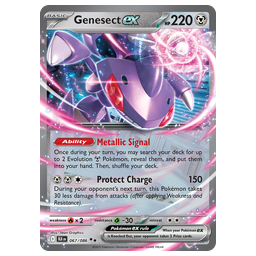 BASIC
Genesect ex HP 220
Ability Metallic Signal
Once during your turn, you may search your deck for up
to 2 Evolution Pokémon, reveal them, and put them
into your hand. Then, shuffle your deck.
Protect Charge 150
During your opponent's next turn, this Pokémon takes
30 less damage from attacks (after applying Weakness and
Resistance).
weakness ×2 resistance -30 retreat
Pokémon ex rule When your Pokémon ex
is Knocked Out, your opponent takes 2 Prize cards.
067/086